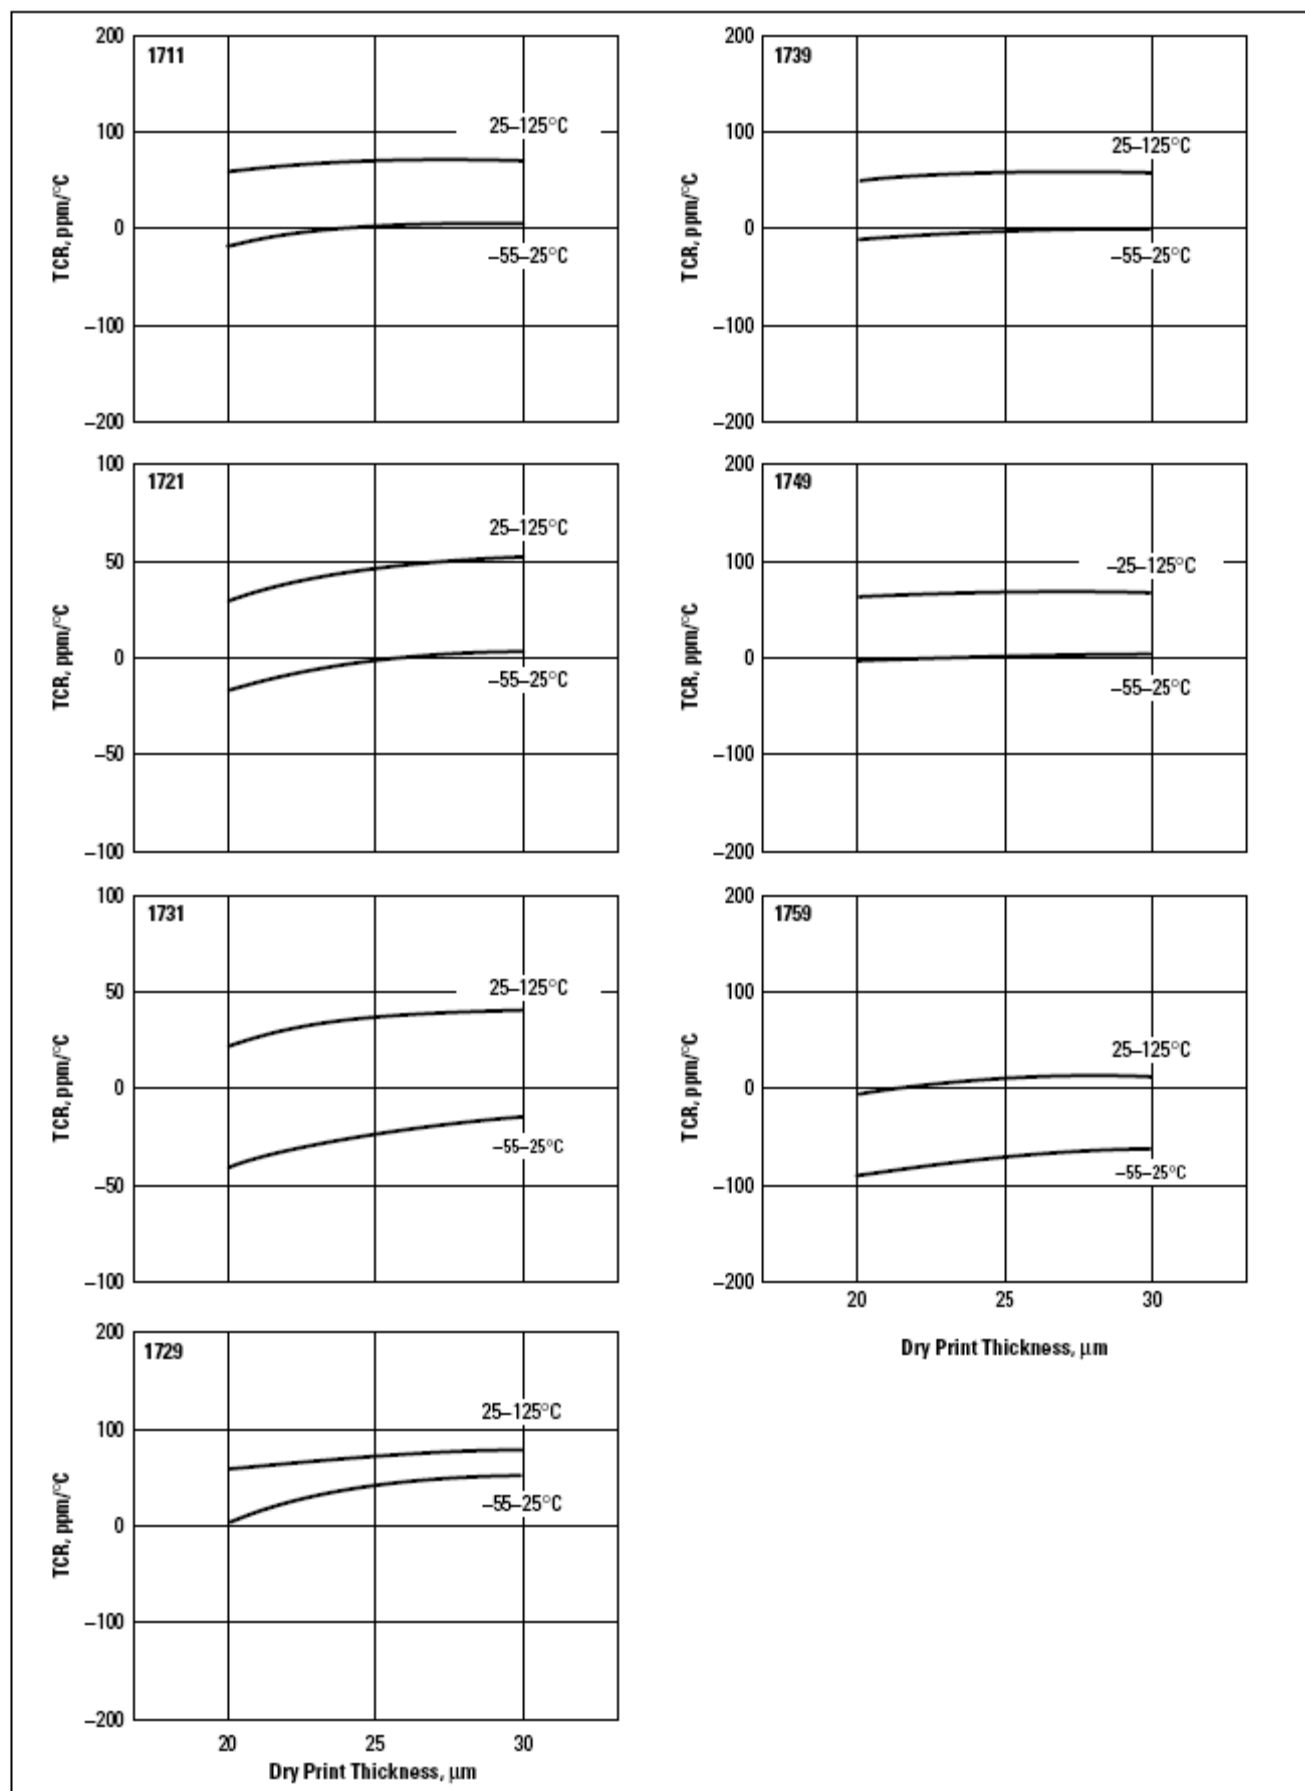 200
1711
100
25–125°C
0
–55–25°C
–100
–200
TCR, ppm/°C
200
1739
100
25–125°C
0
–55–25°C
–100
–200
TCR, ppm/°C
100
1721
50
25–125°C
0
–55–25°C
–50
–100
TCR, ppm/°C
200
1749
100
–25–125°C
0
–55–25°C
–100
–200
TCR, ppm/°C
100
1731
50
25–125°C
0
–55–25°C
–50
–100
TCR, ppm/°C
200
1759
100
25–125°C
0
–55–25°C
–100
–200
TCR, ppm/°C
20 25 30
Dry Print Thickness, μm
200
1729
100
25–125°C
0
–55–25°C
–100
–200
TCR, ppm/°C
20 25 30
Dry Print Thickness, μm